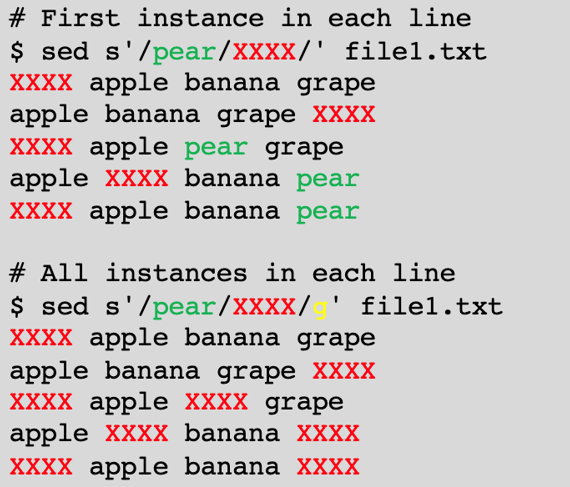 # First instance in each line
$ sed s'/pear/XXXX/' file1.txt
XXXX apple banana grape
apple banana grape XXXX
XXXX apple pear grape
apple XXXX banana pear
XXXX apple banana pear
# All instances in each line
$ sed s'/pear/XXXX/g' file1.txt
XXXX apple banana grape
apple banana grape XXXX
XXXX apple XXXX grape
apple XXXX banana XXXX
XXXX apple banana XXXX